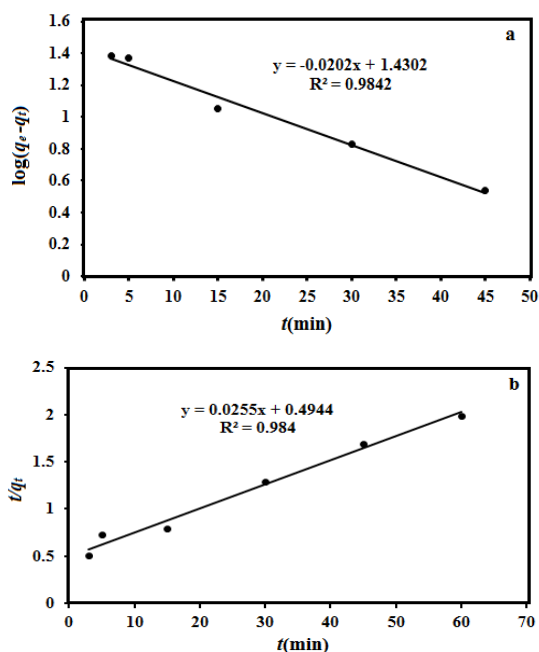 a
y = -0.0202x + 1.4302
R² = 0.9842
log(qe-qt)
1.6
1.4
1.2
1
0.8
0.6
0.4
0.2
0
0 5 10 15 20 25 30 35 40 45 50
t(min)
b
y = 0.0255x + 0.4944
R² = 0.984
t/qt
2.5
2
1.5
1
0.5
0
0 10 20 30 40 50 60 70
t(min)